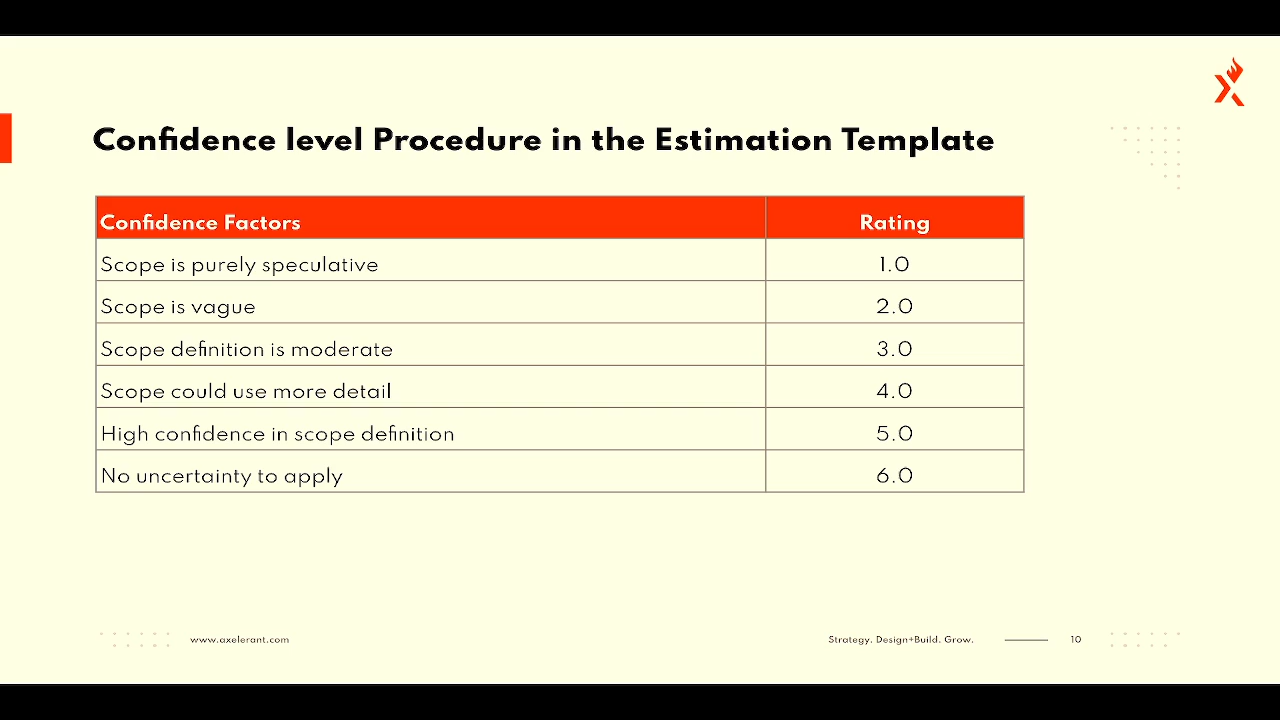 Confidence level Procedure in the Estimation Template
Confidence Factors Rating
Scope is purely speculative 1.0
Scope is vague 2.0
Scope definition is moderate 3.0
Scope could use more detail 4.0
High confidence in scope definition 5.0
No uncertainty to apply 6.0
www.axelerant.com Strategy. Design+Build. Grow. 10